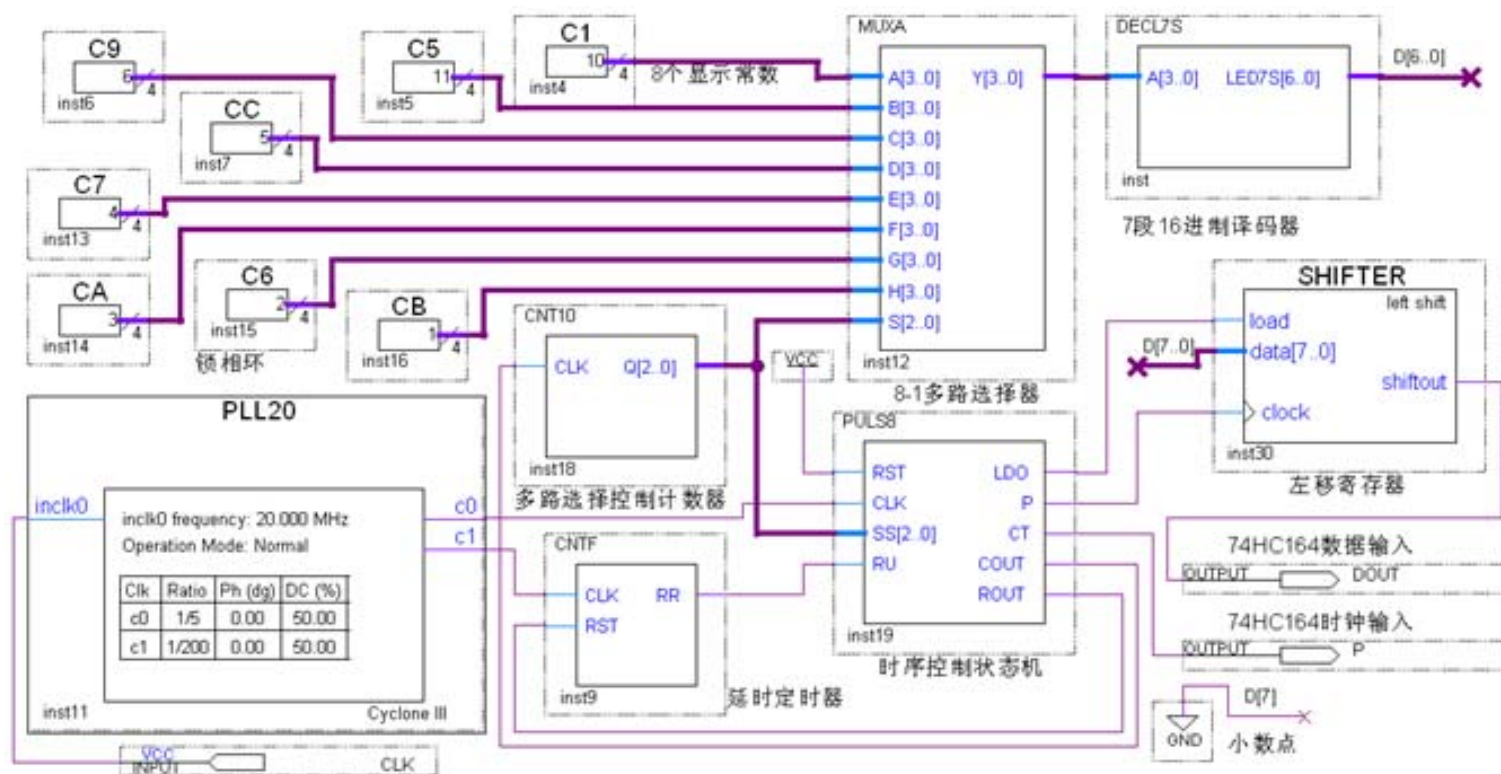 C9
6
4
inst6
C5
11
4
inst5
C1
10
4
inst4
8个显示常数
CC
5
4
inst7
C7
4
4
inst13
CA
3
4
inst14
C6
2
4
inst15
CB
1
4
inst16
锁相环
MUXA
A[3..0]
Y[3..0]
B[3..0]
C[3..0]
D[3..0]
E[3..0]
F[3..0]
G[3..0]
H[3..0]
S[2..0]
inst12
8-1多路选择器
DECL7S
A[3..0]
LED7S[6..0]
inst
D[6..0]
7段16进制译码器
CNT10
CLK
Q[2..0]
inst18
多路选择控制计数器
VCC
SHIFTER
left shift
load
D[7..0]
data[7..0]
shiftout
clock
inst30
左移寄存器
PLL20
inclk0
c0
c1
inclk0 frequency: 20.000 MHz
Operation Mode: Normal
Clk Ratio Ph (dg) DC (%)
c0 1/5 0.00 50.00
c1 1/200 0.00 50.00
inst11
Cyclone III
CNTF
CLK
RR
RST
inst9
延时定时器
PULS8
RST
LDO
CLK
P
SS[2..0]
CT
RU
COUT
ROUT
inst19
时序控制状态机
74HC164数据输入
OUTPUT
DOUT
74HC164时钟输入
OUTPUT
P
GND
D[7]
小数点
VCC
INPUT
CLK